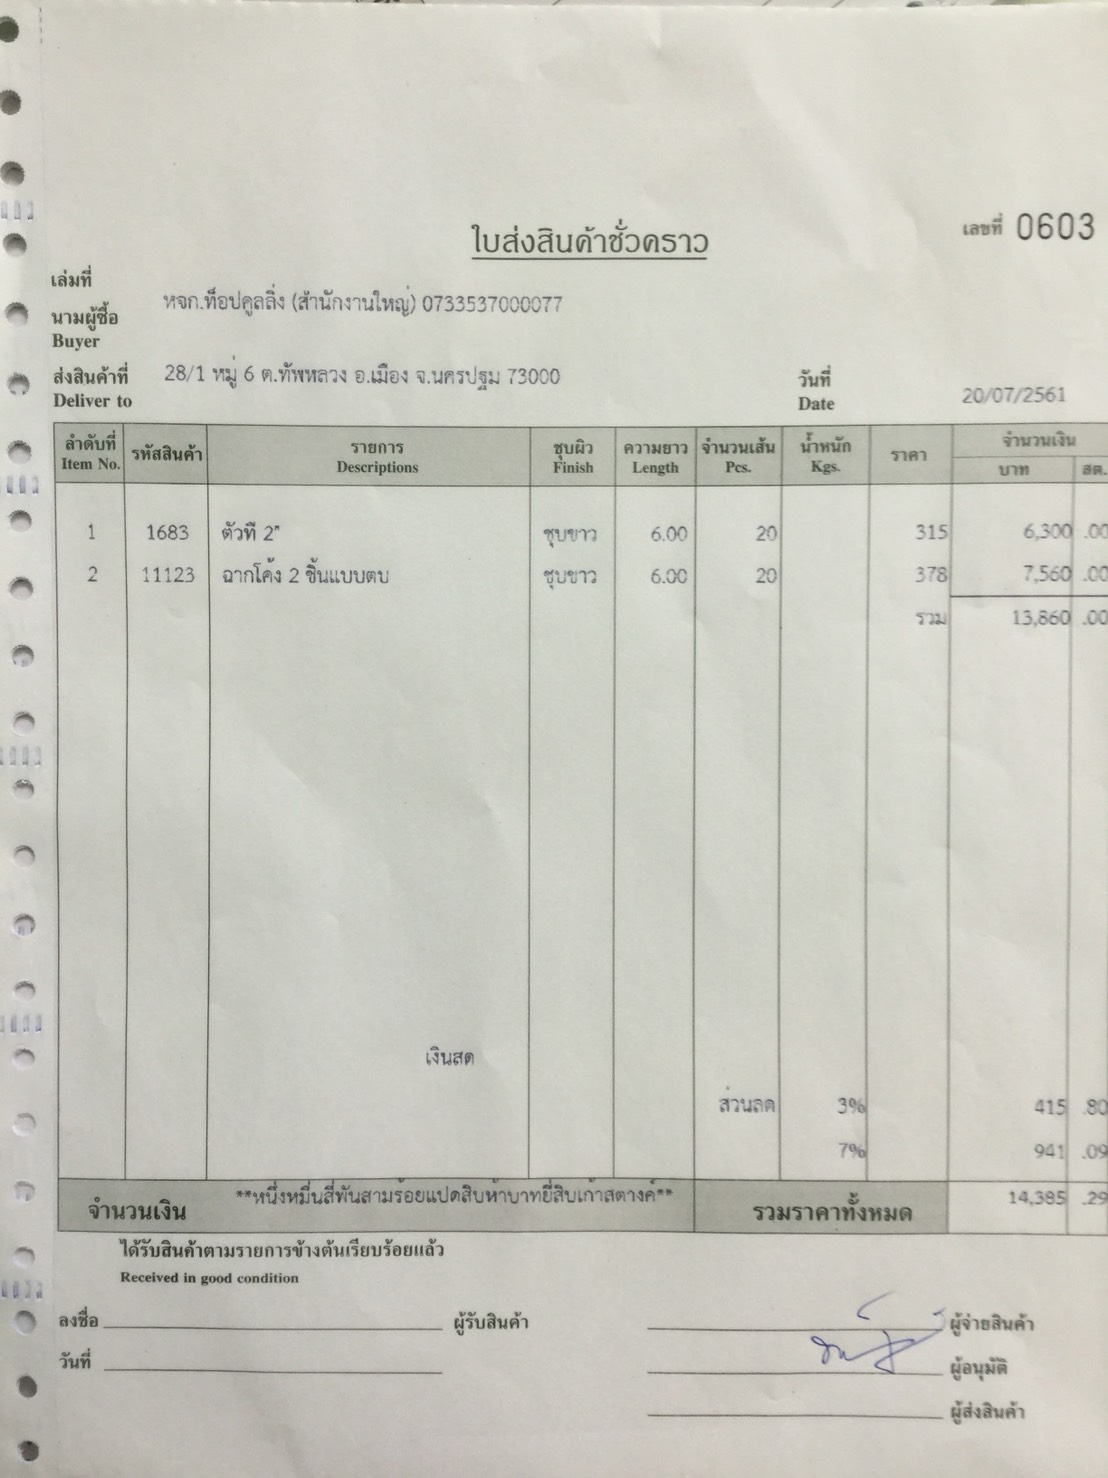 ใบส่งสินค้าชั่วคราว
เลขที่ 0603
เล่มที่
นามผู้ซื้อ หจก.ท็อปคูลลิ่ง (สำนักงานใหญ่) 0733537000077
Buyer
ส่งสินค้าที่ 28/1 หมู่ 6 ต.ทัพหลวง อ.เมือง จ.นครปฐม 73000 วันที่
Deliver to Date 20/07/2561
ลำดับที่ รหัสสินค้า รายการ ชุบผิว ความยาว จำนวนเส้น น้ำหนัก ราคา จำนวนเงิน
Item No. Descriptions Finish Length Pcs. Kgs. บาท สต.
1 1683 ตัวที 2" ชุบขาว 6.00 20 315 6,300 .00
2 11123 ฉากโค้ง 2 ชิ้นแบบตบ ชุบขาว 6.00 20 378 7,560 .00
รวม 13,860 .00
เงินสด
ส่วนลด 3% 415 .80
7% 941 .09
จำนวนเงิน **หนึ่งหมื่นสี่พันสามร้อยแปดสิบห้าบาทยี่สิบเก้าสตางค์** รวมราคาทั้งหมด 14,385 .29
ได้รับสินค้าตามรายการข้างต้นเรียบร้อยแล้ว
Received in good condition
ลงชื่อ ผู้รับสินค้า ผู้จ่ายสินค้า
วันที่ ผู้อนุมัติ
ผู้ส่งสินค้า